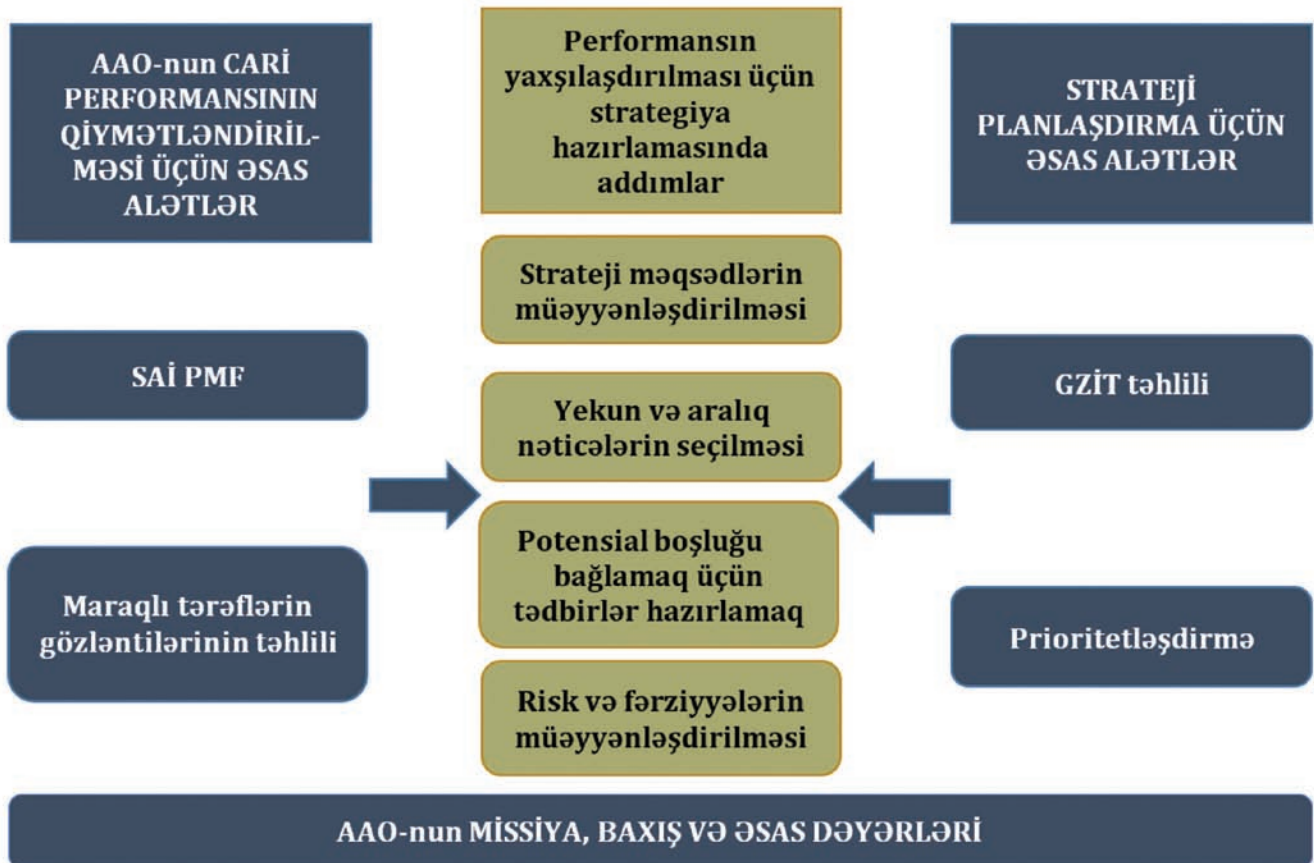 AAO-nun CARİ
PERFORMANSININ
QİYMƏTLƏNDİRİL-
MƏSİ ÜÇÜN ƏSAS
ALƏTLƏR
SAİ PMF
Maraqlı tərəflərin
gözləntilərinin təhlili
Performansın
yaxşılaşdırılması üçün
strategiya
hazırlamasında
addımlar
Strateji məqsədlərin
müəyyənləşdirilməsi
Yekun və aralıq
nəticələrin seçilməsi
Potensial boşluğu
bağlamaq üçün
tədbirlər hazırlamaq
Risk və fərziyyələrin
müəyyənləşdirilməsi
STRATEJİ
PLANLAŞDIRMA ÜÇÜN
ƏSAS ALƏTLƏR
GZİT təhlili
Prioritetləşdirmə
AAO-nun MİSSİYA, BAXIŞ VƏ ƏSAS DƏYƏRLƏRİ